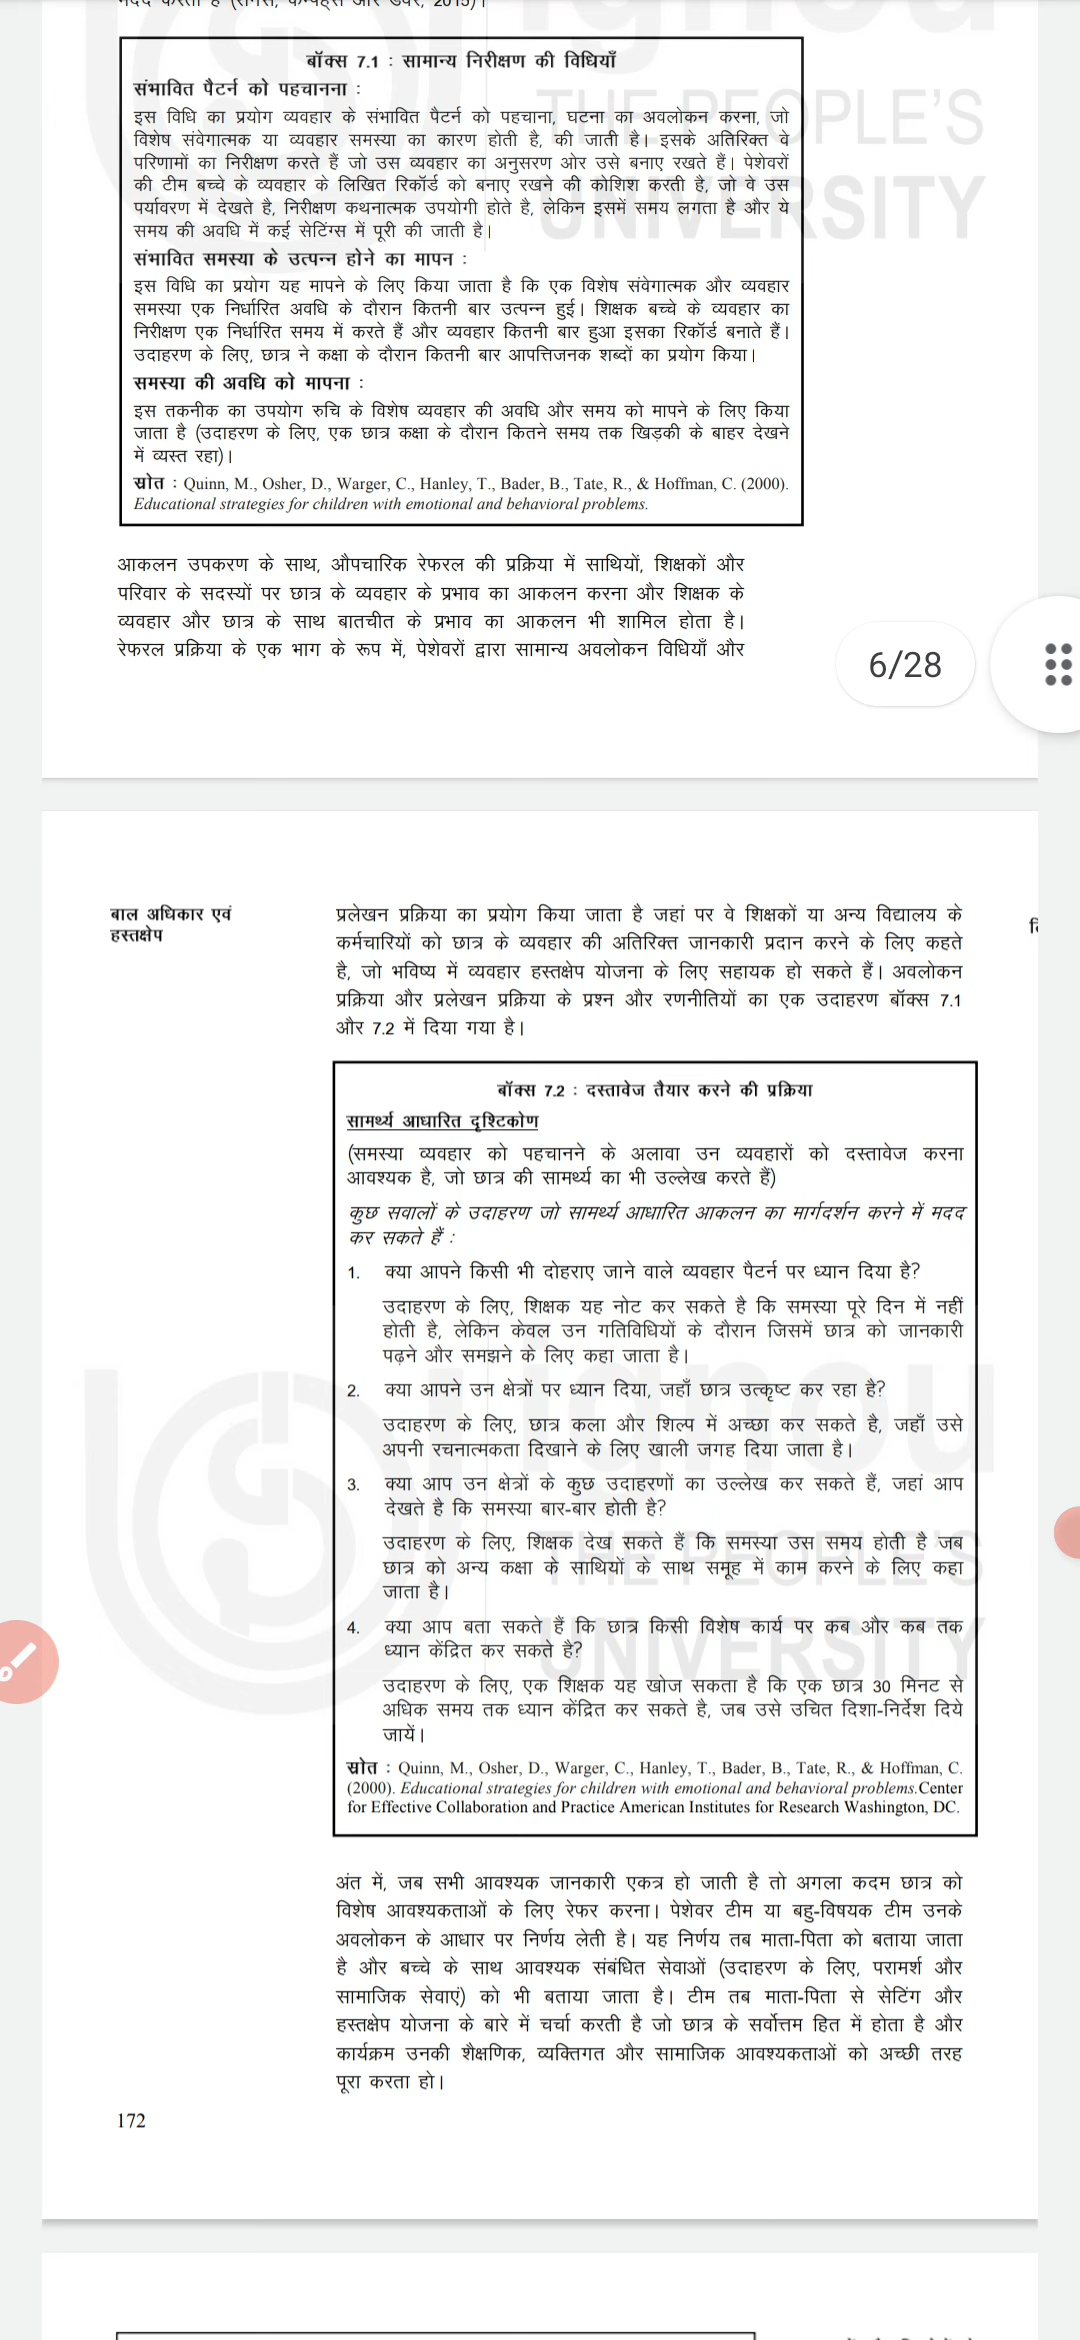 बॉक्स 7.1 : सामान्य निरीक्षण की विधियाँ
संभावित पैटर्न को पहचानना :
इस विधि का प्रयोग व्यवहार के संभावित पैटर्न को पहचाना, घटना का अवलोकन करना, जो
विशेष संवेगात्मक या व्यवहार समस्या का कारण होती है, की जाती है। इसके अतिरिक्त वे
परिणामों का निरीक्षण करते हैं जो उस व्यवहार का अनुसरण ओर उसे बनाए रखते हैं। पेशेवरों
की टीम बच्चे के व्यवहार के लिखित रिकॉर्ड को बनाए रखने की कोशिश करती है, जो वे उस
पर्यावरण में देखते है, निरीक्षण कथनात्मक उपयोगी होते है, लेकिन इसमें समय लगता है और ये
समय की अवधि में कई सेटिंग्स में पूरी की जाती है।
संभावित समस्या के उत्पन्न होने का मापन :
इस विधि का प्रयोग यह मापने के लिए किया जाता है कि एक विशेष संवेगात्मक और व्यवहार
समस्या एक निर्धारित अवधि के दौरान कितनी बार उत्पन्न हुई। शिक्षक बच्चे के व्यवहार का
निरीक्षण एक निर्धारित समय में करते हैं और व्यवहार कितनी बार हुआ इसका रिकॉर्ड बनाते हैं।
उदाहरण के लिए, छात्र ने कक्षा के दौरान कितनी बार आपत्तिजनक शब्दों का प्रयोग किया।
समस्या की अवधि को मापना :
इस तकनीक का उपयोग रुचि के विशेष व्यवहार की अवधि और समय को मापने के लिए किया
जाता है (उदाहरण के लिए, एक छात्र कक्षा के दौरान कितने समय तक खिड़की के बाहर देखने
में व्यस्त रहा)।
स्रोत : Quinn, M., Osher, D., Warger, C., Hanley, T., Bader, B., Tate, R., & Hoffman, C. (2000).
Educational strategies for children with emotional and behavioral problems.
आकलन उपकरण के साथ, औपचारिक रेफरल की प्रक्रिया में साथियों, शिक्षकों और
परिवार के सदस्यों पर छात्र के व्यवहार के प्रभाव का आकलन करना और शिक्षक के
व्यवहार और छात्र के साथ बातचीत के प्रभाव का आकलन भी शामिल होता है।
रेफरल प्रक्रिया के एक भाग के रूप में, पेशेवरों द्वारा सामान्य अवलोकन विधियाँ और
6/28
बाल अधिकार एवं
हस्तक्षेप
प्रलेखन प्रक्रिया का प्रयोग किया जाता है जहां पर वे शिक्षकों या अन्य विद्यालय के
कर्मचारियों को छात्र के व्यवहार की अतिरिक्त जानकारी प्रदान करने के लिए कहते
है, जो भविष्य में व्यवहार हस्तक्षेप योजना के लिए सहायक हो सकते हैं। अवलोकन
प्रक्रिया और प्रलेखन प्रक्रिया के प्रश्न और रणनीतियों का एक उदाहरण बॉक्स 7.1
और 7.2 में दिया गया है।
बॉक्स 7.2 : दस्तावेज तैयार करने की प्रक्रिया
सामर्थ्य आधारित दृश्टिकोण
(समस्या व्यवहार को पहचानने के अलावा उन व्यवहारों को दस्तावेज करना
आवश्यक है, जो छात्र की सामर्थ्य का भी उल्लेख करते हैं)
कुछ सवालों के उदाहरण जो सामर्थ्य आधारित आकलन का मार्गदर्शन करने में मदद
कर सकते हैं :
1. क्या आपने किसी भी दोहराए जाने वाले व्यवहार पैटर्न पर ध्यान दिया है?
उदाहरण के लिए, शिक्षक यह नोट कर सकते है कि समस्या पूरे दिन में नहीं
होती है, लेकिन केवल उन गतिविधियों के दौरान जिसमें छात्र को जानकारी
पढ़ने और समझने के लिए कहा जाता है।
2. क्या आपने उन क्षेत्रों पर ध्यान दिया, जहाँ छात्र उत्कृष्ट कर रहा है?
उदाहरण के लिए, छात्र कला और शिल्प में अच्छा कर सकते है, जहाँ उसे
अपनी रचनात्मकता दिखाने के लिए खाली जगह दिया जाता है।
3. क्या आप उन क्षेत्रों के कुछ उदाहरणों का उल्लेख कर सकते हैं, जहां आप
देखते है कि समस्या बार-बार होती है?
उदाहरण के लिए, शिक्षक देख सकते हैं कि समस्या उस समय होती है जब
छात्र को अन्य कक्षा के साथियों के साथ समूह में काम करने के लिए कहा
जाता है।
4. क्या आप बता सकते हैं कि छात्र किसी विशेष कार्य पर कब और कब तक
ध्यान केंद्रित कर सकते है?
उदाहरण के लिए, एक शिक्षक यह खोज सकता है कि एक छात्र 30 मिनट से
अधिक समय तक ध्यान केंद्रित कर सकते है, जब उसे उचित दिशा-निर्देश दिये
जायें।
स्रोत : Quinn, M., Osher, D., Warger, C., Hanley, T., Bader, B., Tate, R., & Hoffman, C.
(2000). Educational strategies for children with emotional and behavioral problems.Center
for Effective Collaboration and Practice American Institutes for Research Washington, DC.
अंत में, जब सभी आवश्यक जानकारी एकत्र हो जाती है तो अगला कदम छात्र को
विशेष आवश्यकताओं के लिए रेफर करना। पेशेवर टीम या बहु-विषयक टीम उनके
अवलोकन के आधार पर निर्णय लेती है। यह निर्णय तब माता-पिता को बताया जाता
है और बच्चे के साथ आवश्यक संबंधित सेवाओं (उदाहरण के लिए, परामर्श और
सामाजिक सेवाएं) को भी बताया जाता है। टीम तब माता-पिता से सेटिंग और
हस्तक्षेप योजना के बारे में चर्चा करती है जो छात्र के सर्वोत्तम हित में होता है और
कार्यक्रम उनकी शैक्षणिक, व्यक्तिगत और सामाजिक आवश्यकताओं को अच्छी तरह
पूरा करता हो।
172
ignou
THE PEOPLE'S
UNIVERSITY